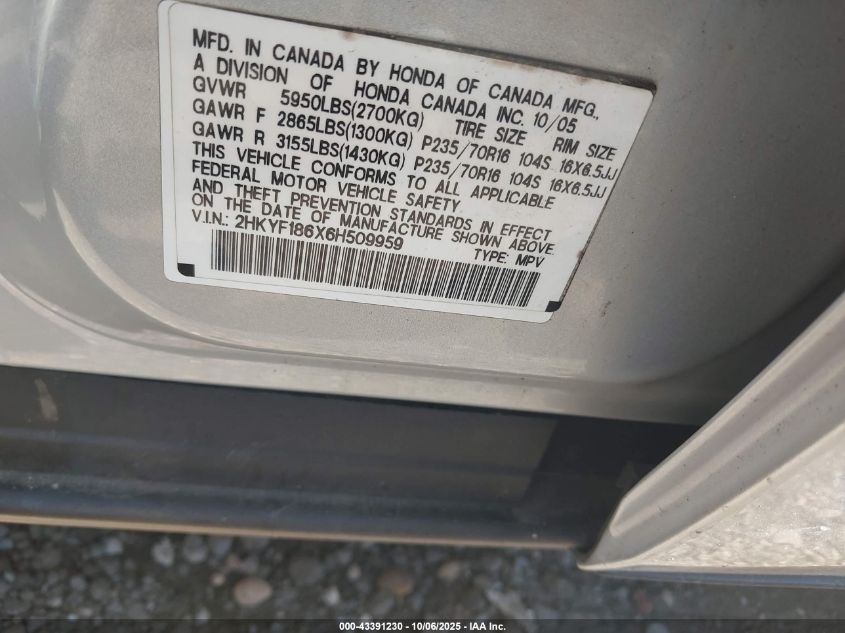 MFD. IN CANADA BY HONDA OF CANADA MFG.,
A DIVISION OF HONDA CANADA INC. 10/05
GVWR 5950LBS(2700KG) TIRE SIZE RIM SIZE
GAWR F 2865LBS(1300KG) P235/70R16 104S 16X6.5JJ
GAWR R 3155LBS(1430KG) P235/70R16 104S 16X6.5JJ
THIS VEHICLE CONFORMS TO ALL APPLICABLE
FEDERAL MOTOR VEHICLE SAFETY
AND THEFT PREVENTION STANDARDS IN EFFECT
ON THE DATE OF MANUFACTURE SHOWN ABOVE.
V.I.N.: 2HKYF186X6H509959
TYPE: MPV
000-43391230 - 10/06/2025 - IAA Inc.